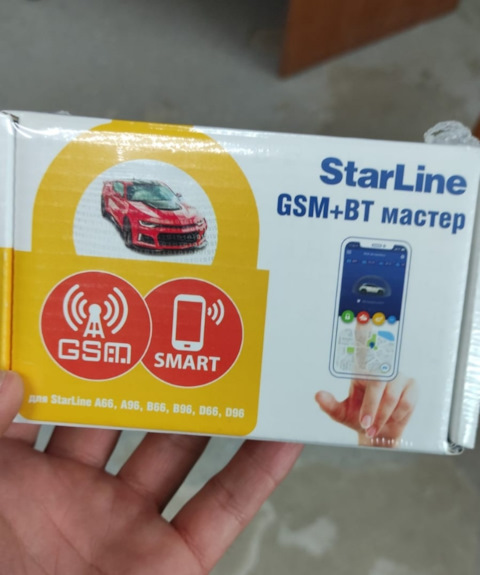 StarLine
GSM+BT мастер
GSM
SMART
для StarLine A66, A96, B66, B96, D66, D96